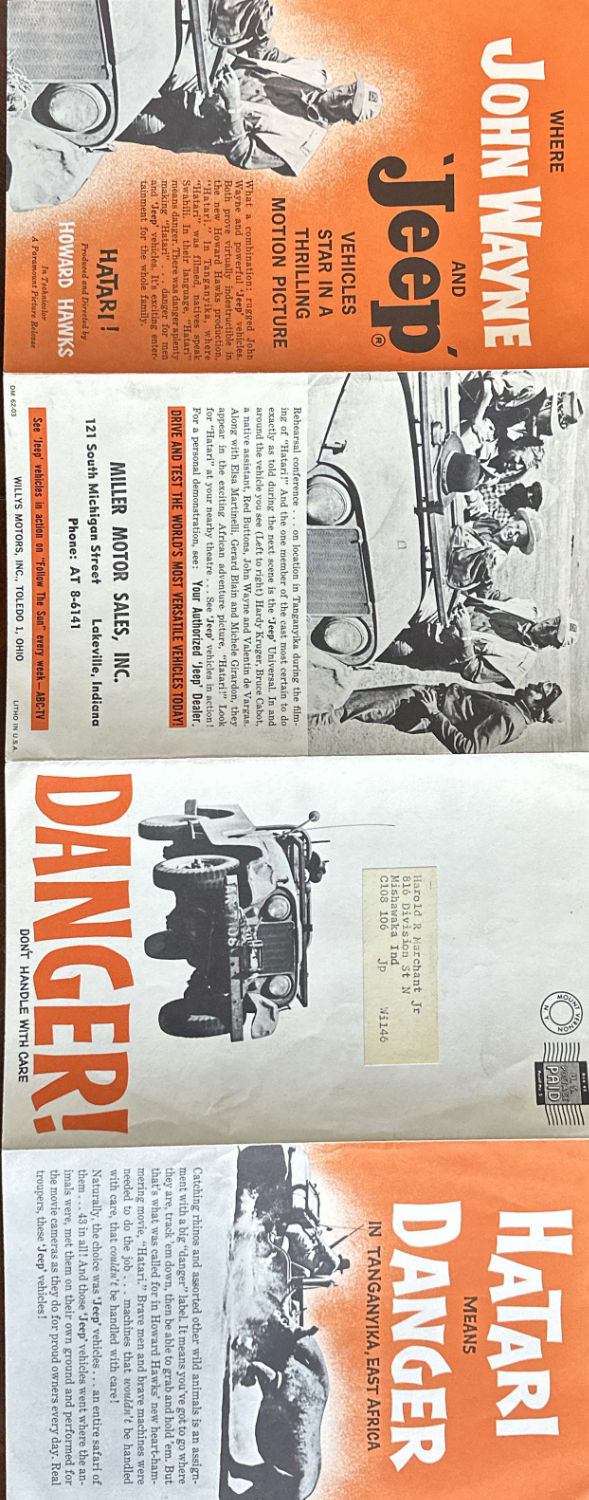 WHERE
JOHN WAYNE
AND
'Jeep'®
VEHICLES
STAR IN A
THRILLING
MOTION PICTURE
What a combination: rugged John
Wayne and powerful 'Jeep' vehicles.
Both prove virtually indestructible in
the new Howard Hawks production,
"Hatari." In Tanganyika, where
"Hatari" was filmed, natives speak
Swahili. In their language, "Hatari"
means danger. There was danger aplenty
making "Hatari" . . . danger for men
and 'Jeep' vehicles. It's exciting enter-
tainment for the whole family.
HATARI!
Produced and Directed by
HOWARD HAWKS
In Technicolor
A Paramount Picture Release
Rehearsal conference . . . on location in Tanganyika during the film-
ing of "Hatari!" And the one member of the cast most certain to do
exactly as told during the next scene is the 'Jeep' Universal. In and
around the vehicle you see (Left to right) Hardy Kruger, Bruce Cabot,
a native assistant, Red Buttons, John Wayne and Valentin de Vargas.
Along with Elsa Martinelli, Gerard Blain and Michele Girardon, they
appear in the exciting African adventure picture, "Hatari!" Look
for "Hatari" at your nearby theatre . . . See 'Jeep' vehicles in action!
For a personal demonstration, see: Your Authorized 'Jeep' Dealer.
DRIVE AND TEST THE WORLD'S MOST VERSATILE VEHICLES TODAY!
MILLER MOTOR SALES, INC.
121 South Michigan Street Lakeville, Indiana
Phone: AT 8-6141
See 'Jeep' vehicles in action on "Follow The Sun" every week—ABC-TV
DM 62-03 WILLYS MOTORS, INC., TOLEDO 1, OHIO LITHO IN U.S.A.
MOUNT VERNON
N.Y.
U.S. POSTAGE
PAID
Harold R Marchant Jr
816 Division St N
Mishawaka Ind
C108 106 Jp Wi146
DANGER!
DON'T HANDLE WITH CARE
HATARI
MEANS
DANGER
IN TANGANYIKA, EAST AFRICA
Catching rhinos and assorted other wild animals is an assign-
ment with a big "danger" label. It means you've got to go where
they are, track 'em down, then be able to grab and hold 'em. But
that's what was called for in Howard Hawks' new heart-ham-
mering movie, "Hatari." Brave men and brave machines were
needed to do the job . . . machines that wouldn't be handled
with care, that couldn't be handled with care!
Naturally, the choice was 'Jeep' vehicles . . . an entire safari of
them . . . 43 in all! And those 'Jeep' vehicles went where the an-
imals were, met them on their own ground and performed for
the movie cameras as they do for proud owners every day. Real
troupers, these 'Jeep' vehicles!